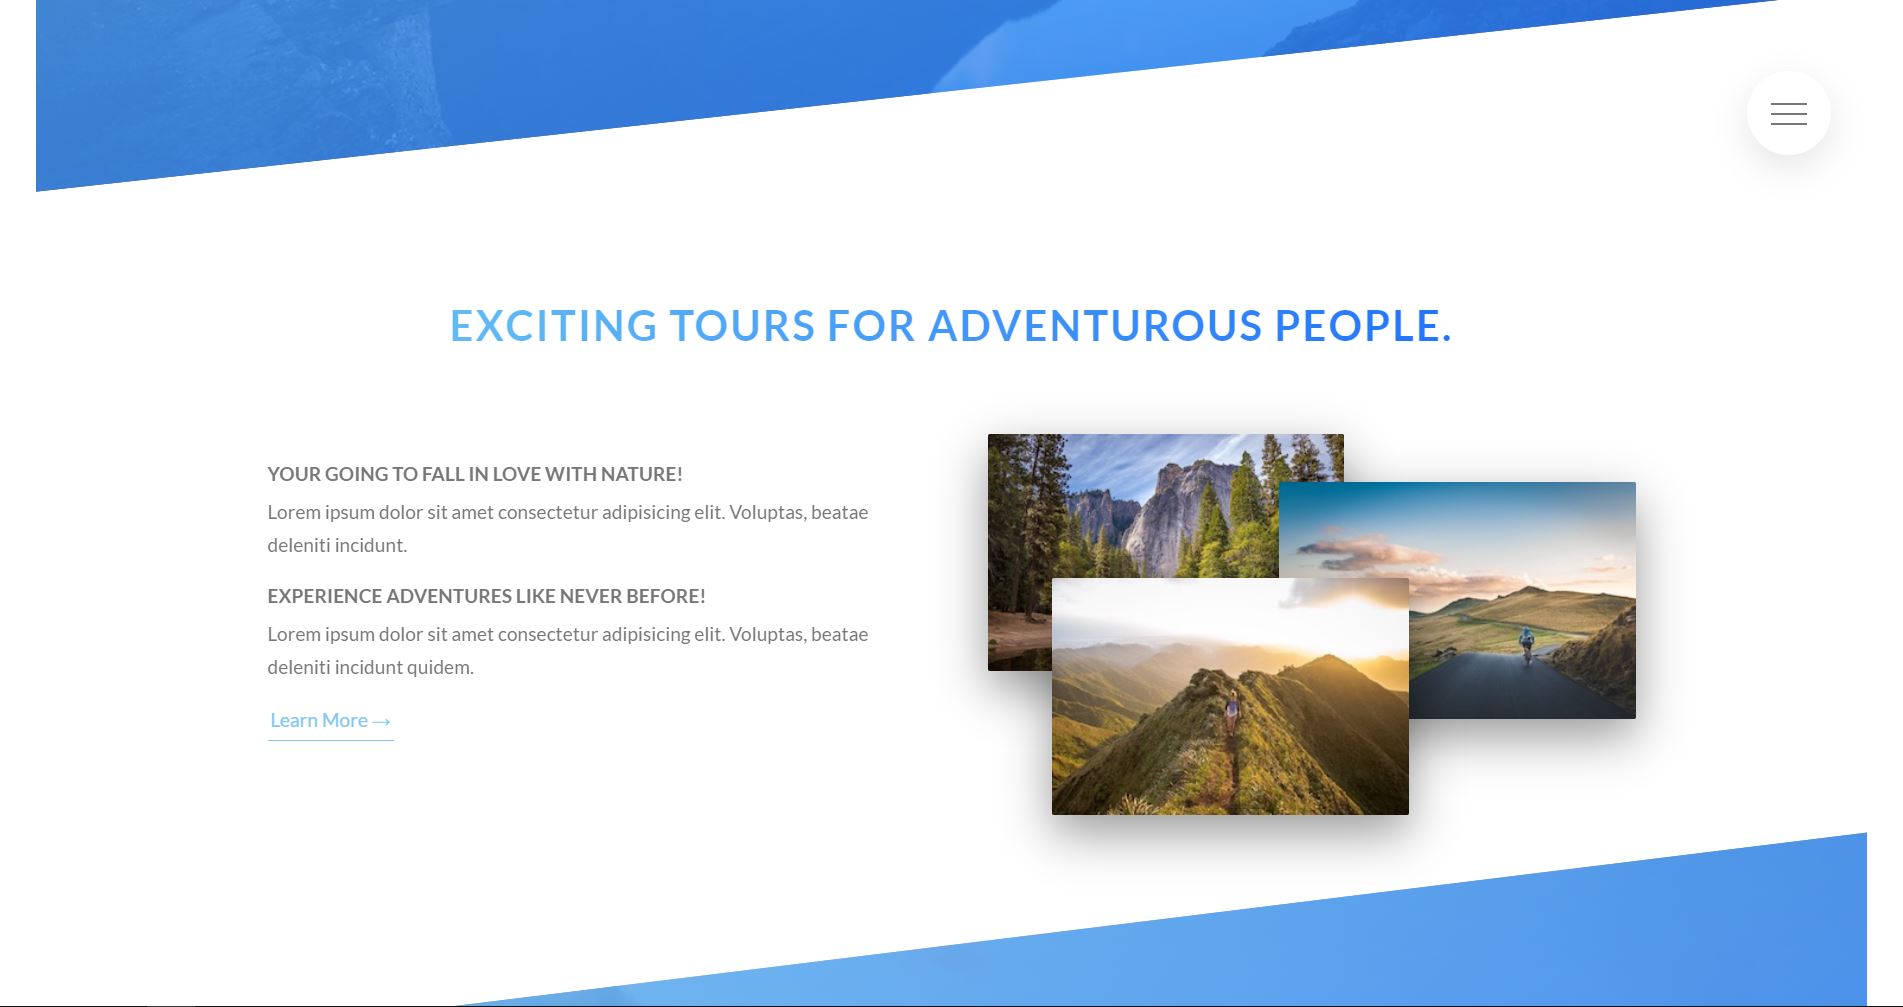 EXCITING TOURS FOR ADVENTUROUS PEOPLE.
YOUR GOING TO FALL IN LOVE WITH NATURE!
Lorem ipsum dolor sit amet consectetur adipisicing elit. Voluptas, beatae
deleniti incidunt.
EXPERIENCE ADVENTURES LIKE NEVER BEFORE!
Lorem ipsum dolor sit amet consectetur adipisicing elit. Voluptas, beatae
deleniti incidunt quidem.
Learn More →